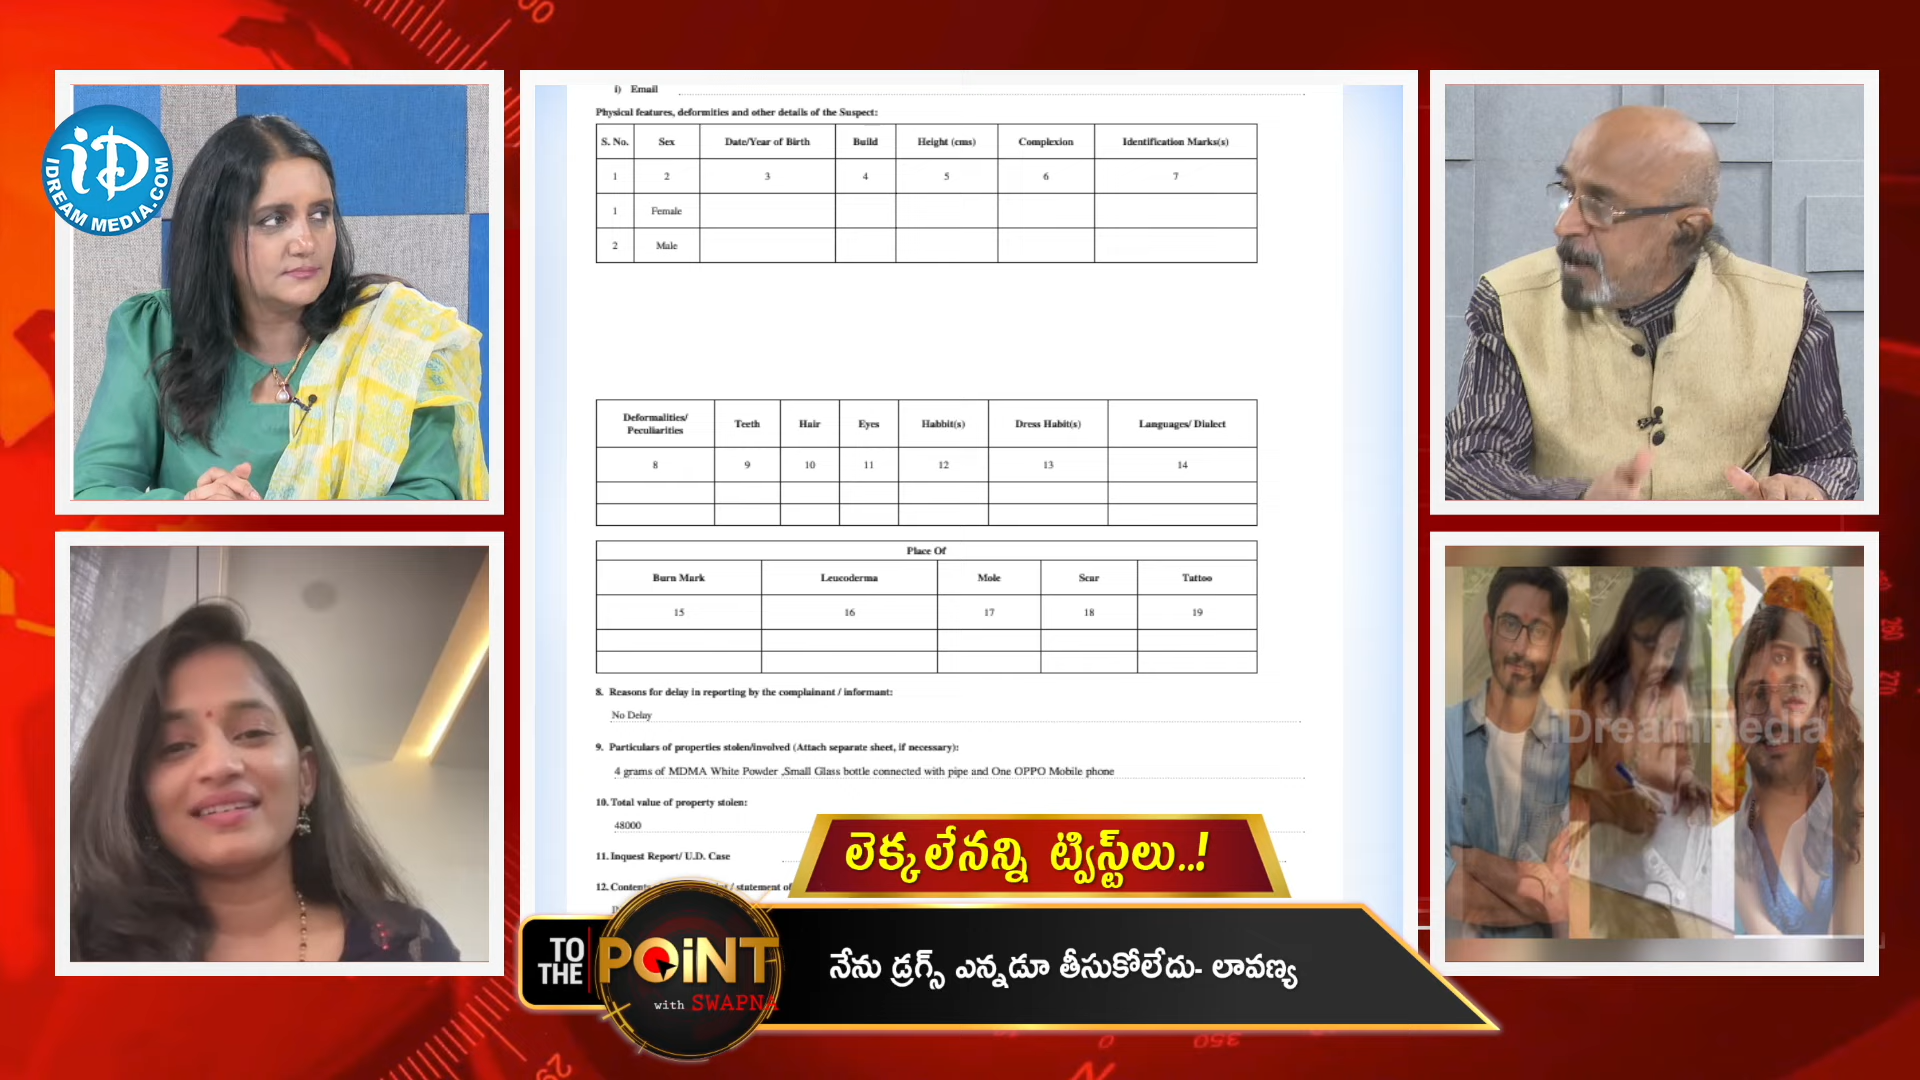 iD
IDREAM MEDIA.COM
i) Email
Physical features, deformities and other details of the Suspect:
S. No. Sex Date/Year of Birth Build Height (cms) Complexion Identification Marks(s)
1 2 3 4 5 6 7
1 Female
2 Male
Deformalities/ Peculiarities Teeth Hair Eyes Habbit(s) Dress Habit(s) Languages/ Dialect
8 9 10 11 12 13 14
Place Of
Burn Mark Leucoderma Mole Scar Tattoo
15 16 17 18 19
8. Reasons for delay in reporting by the complainant / informant:
No Delay
9. Particulars of properties stolen/involved (Attach separate sheet, if necessary):
4 grams of MDMA White Powder ,Small Glass bottle connected with pipe and One OPPO Mobile phone
10. Total value of property stolen:
48000
11. Inquest Report/ U.D. Case
12. Contents / statement of
iDreamMedia
లెక్కలేనన్ని ట్విస్ట్‌లు..!
TO THE POINT
with SWAPNA
నేను డ్రగ్స్ ఎన్నడూ తీసుకోలేదు- లావణ్య